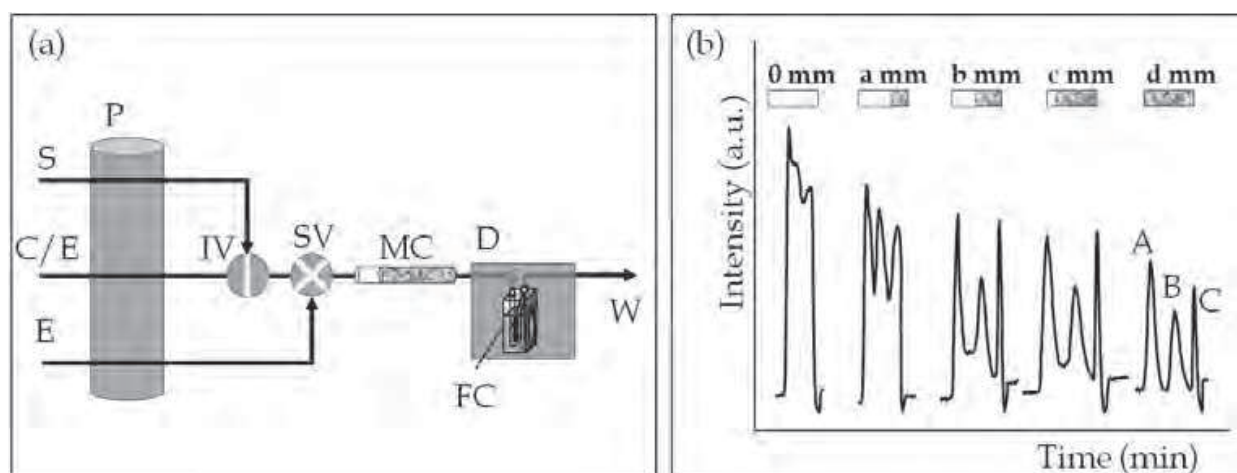 (a)
P
S
C/E
IV
SV
MC
D
E
W
FC
(b)
0 mm
a mm
b mm
c mm
d mm
Intensity (a.u.)
A
B
C
Time (min)